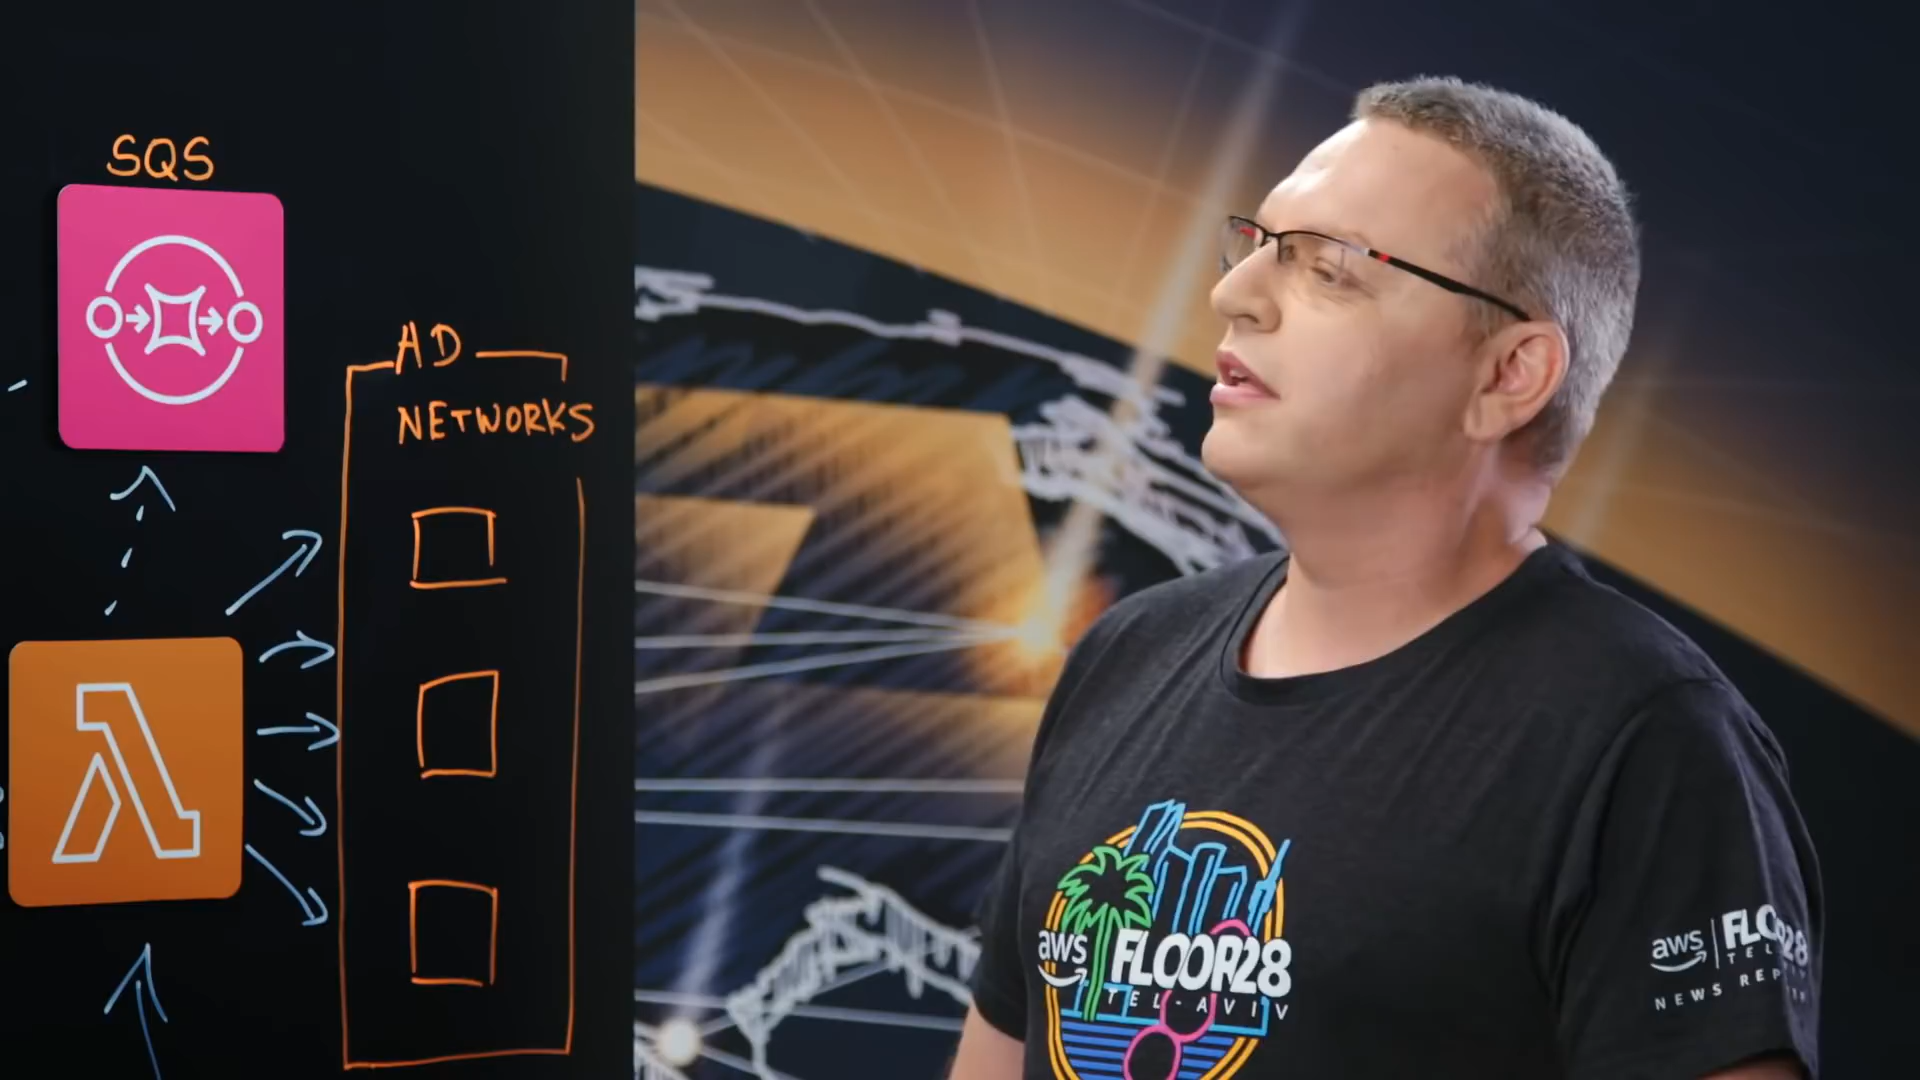 SQS
AD
NETWORKS
aws
FLOOR28
TEL-AVIV
aws
NEWS